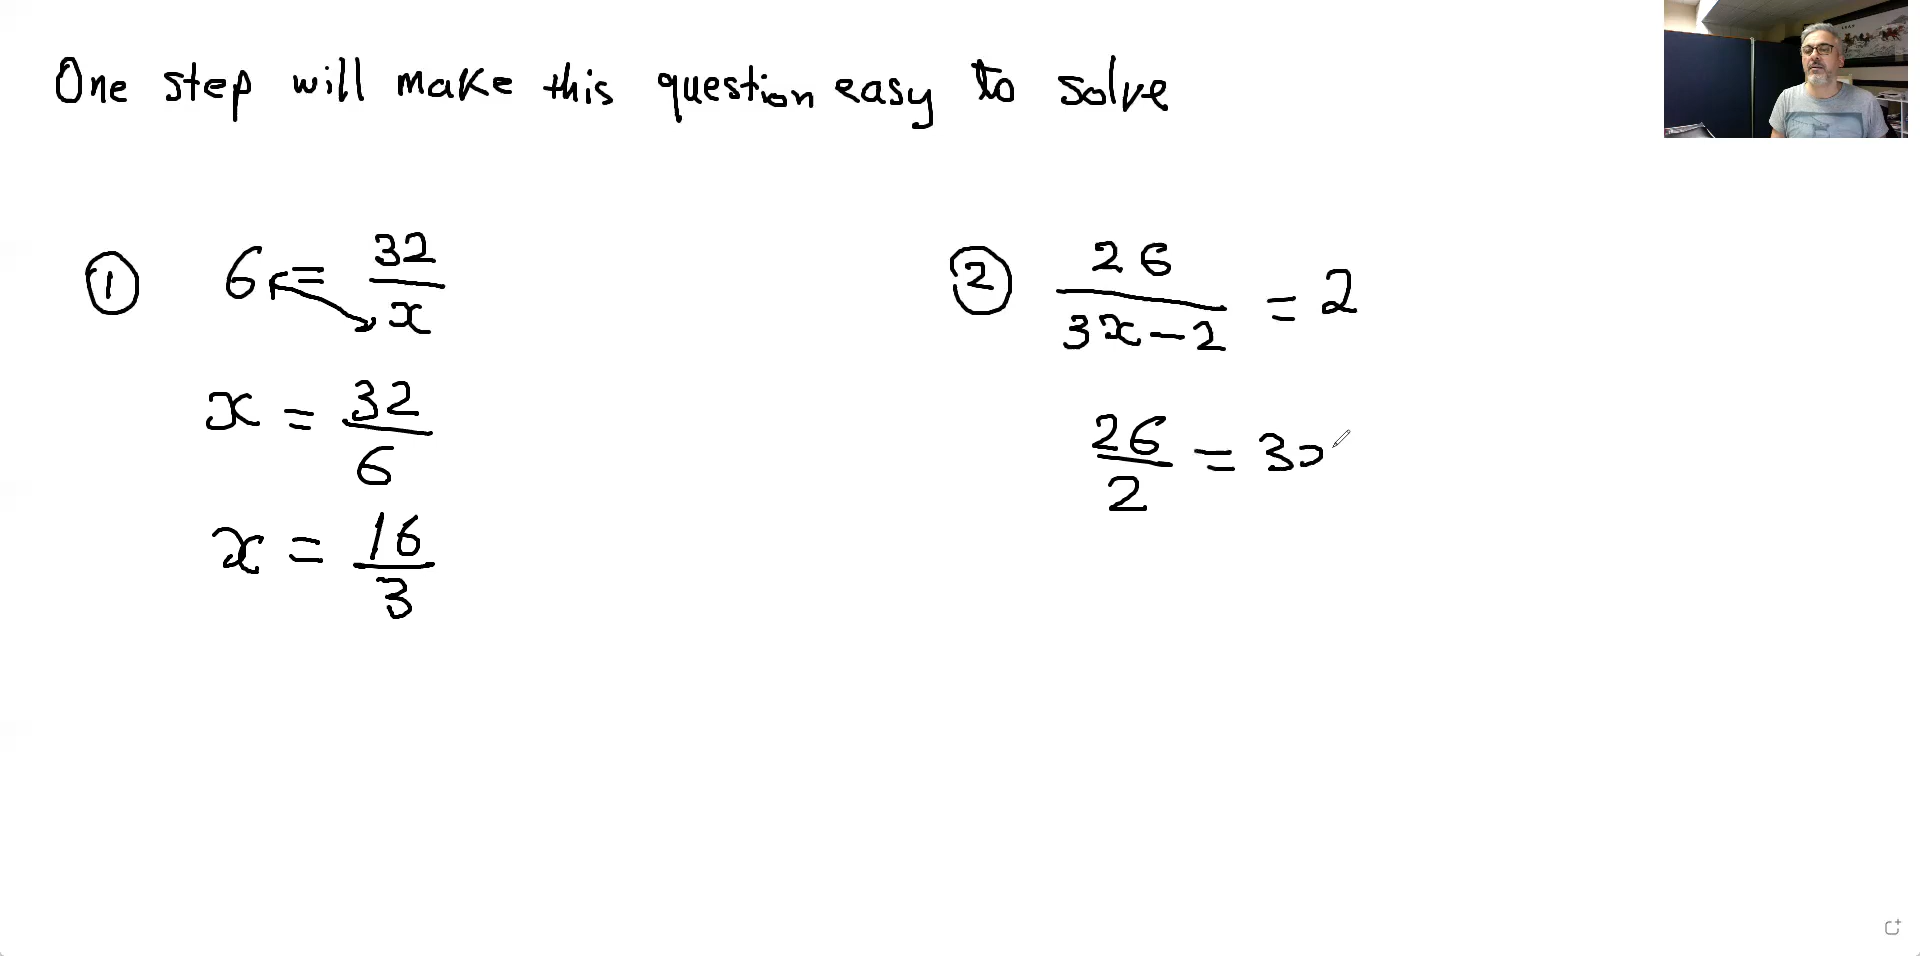 One step will make this question easy to solve
① 6 = 32/x
x = 32/6
x = 16/3
② 26/(3x-2) = 2
26/2 = 3x